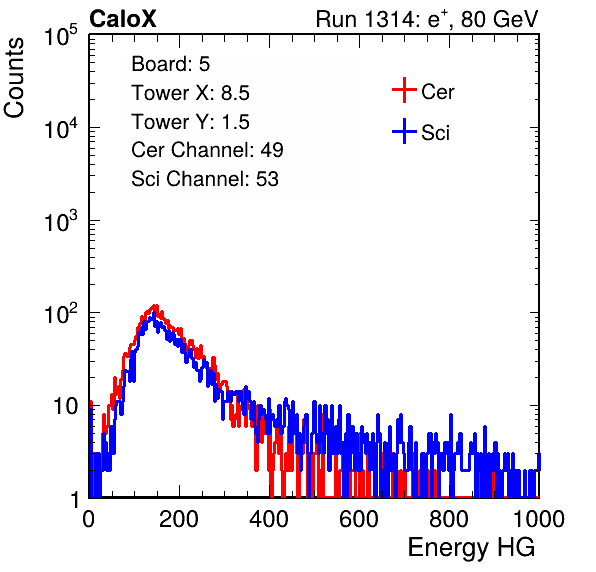 CaloX Run 1314: e⁺, 80 GeV
Counts
10⁵
10⁴
10³
10²
10
1
Board: 5
Tower X: 8.5
Tower Y: 1.5
Cer Channel: 49
Sci Channel: 53
Cer
Sci
0 200 400 600 800 1000
Energy HG